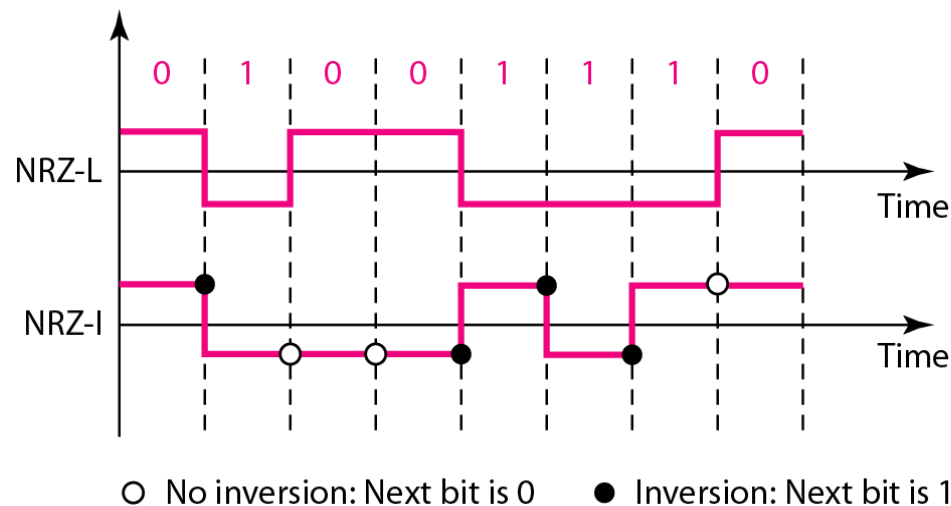 0 1 0 0 1 1 1 0
NRZ-L
Time
NRZ-I
Time
No inversion: Next bit is 0
Inversion: Next bit is 1